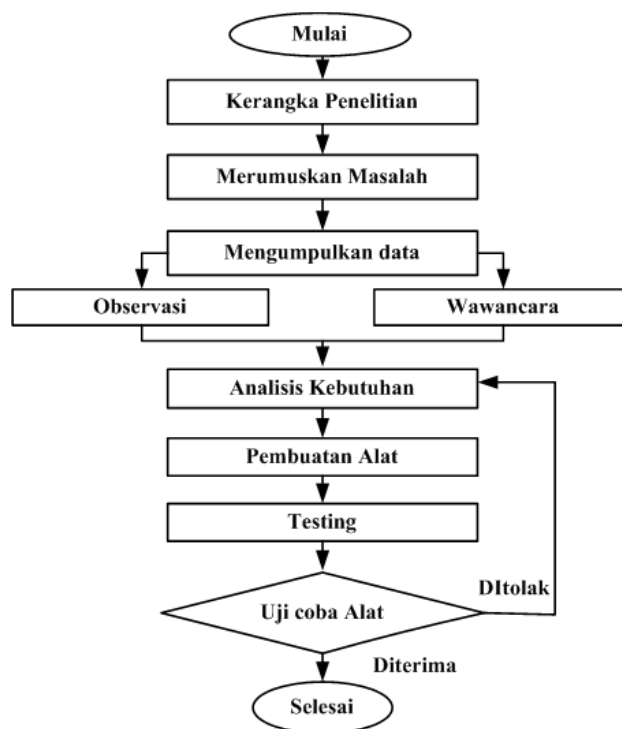 Mulai
Kerangka Penelitian
Merumuskan Masalah
Mengumpulkan data
Observasi
Wawancara
Analisis Kebutuhan
Pembuatan Alat
Testing
DItolak
Uji coba Alat
Diterima
Selesai